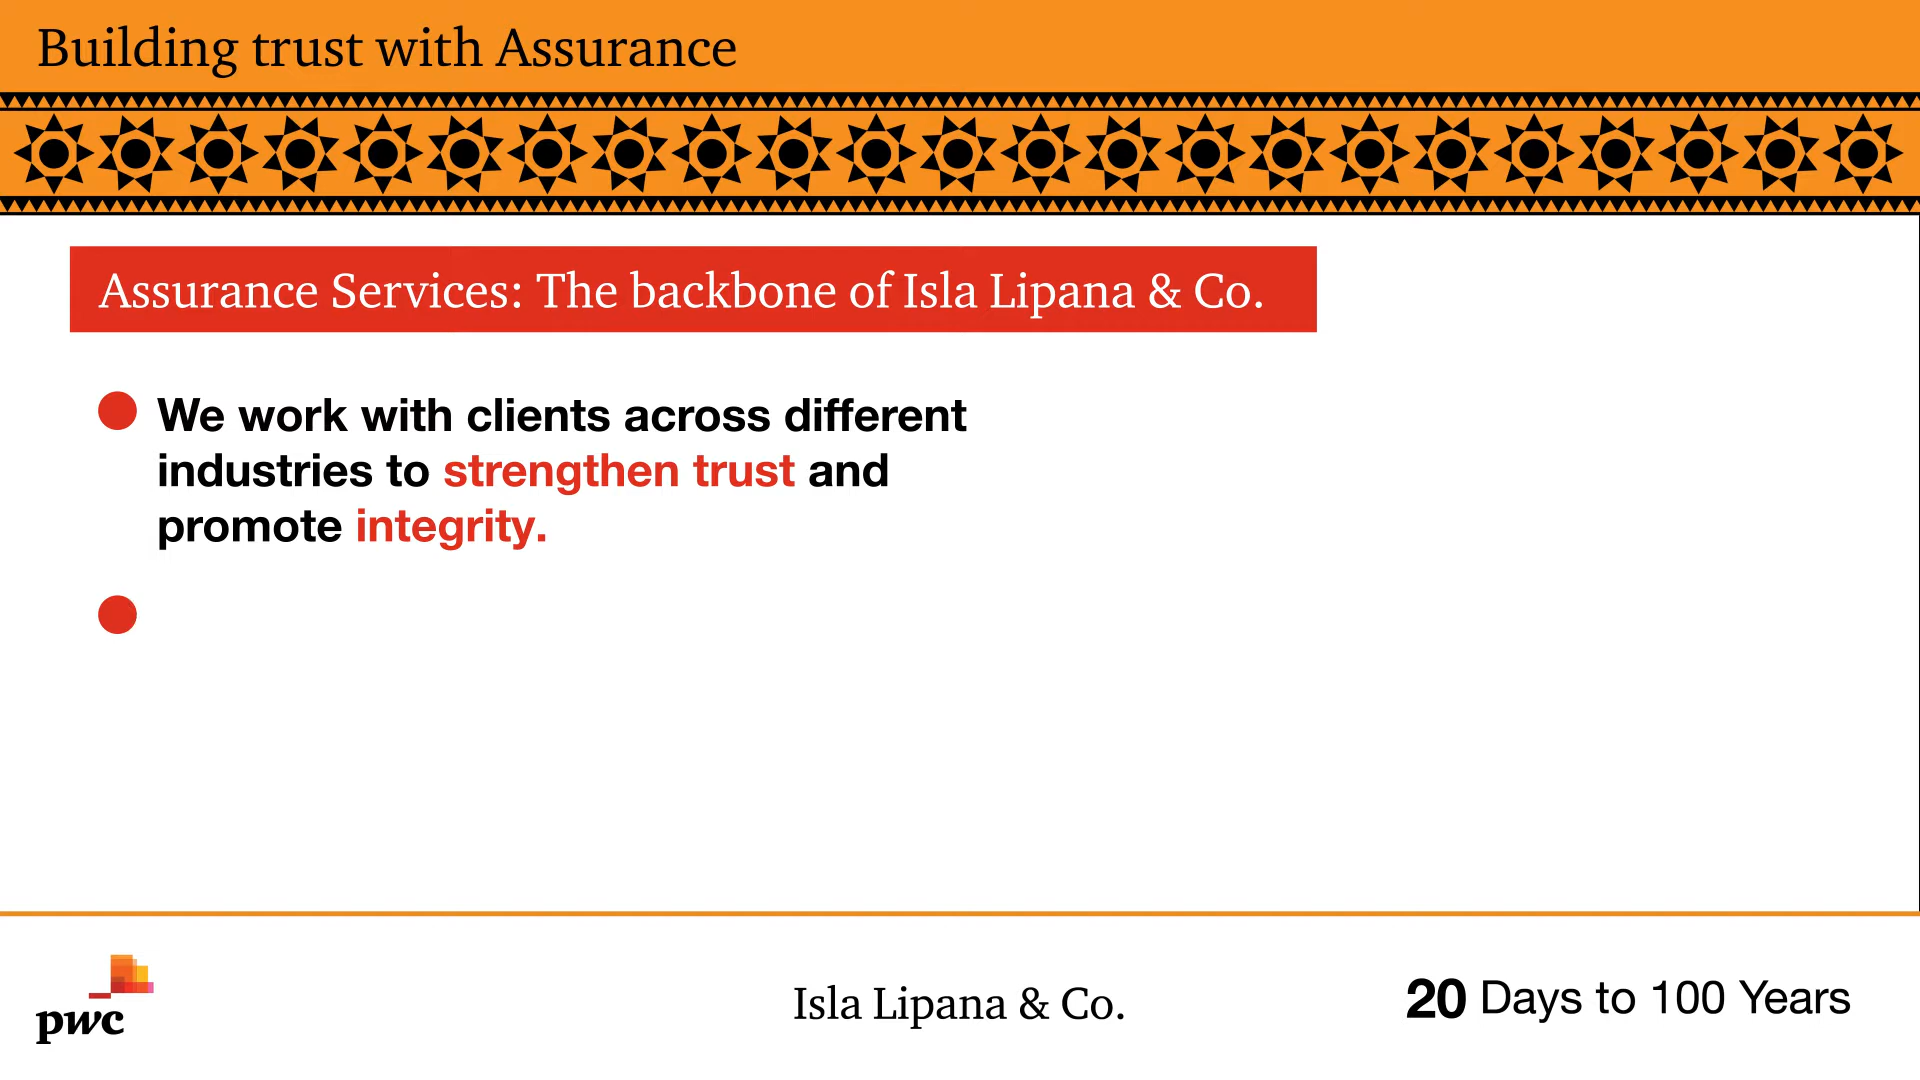 Building trust with Assurance
Assurance Services: The backbone of Isla Lipana & Co.
We work with clients across different
industries to strengthen trust and
promote integrity.
pwc
Isla Lipana & Co.
20 Days to 100 Years